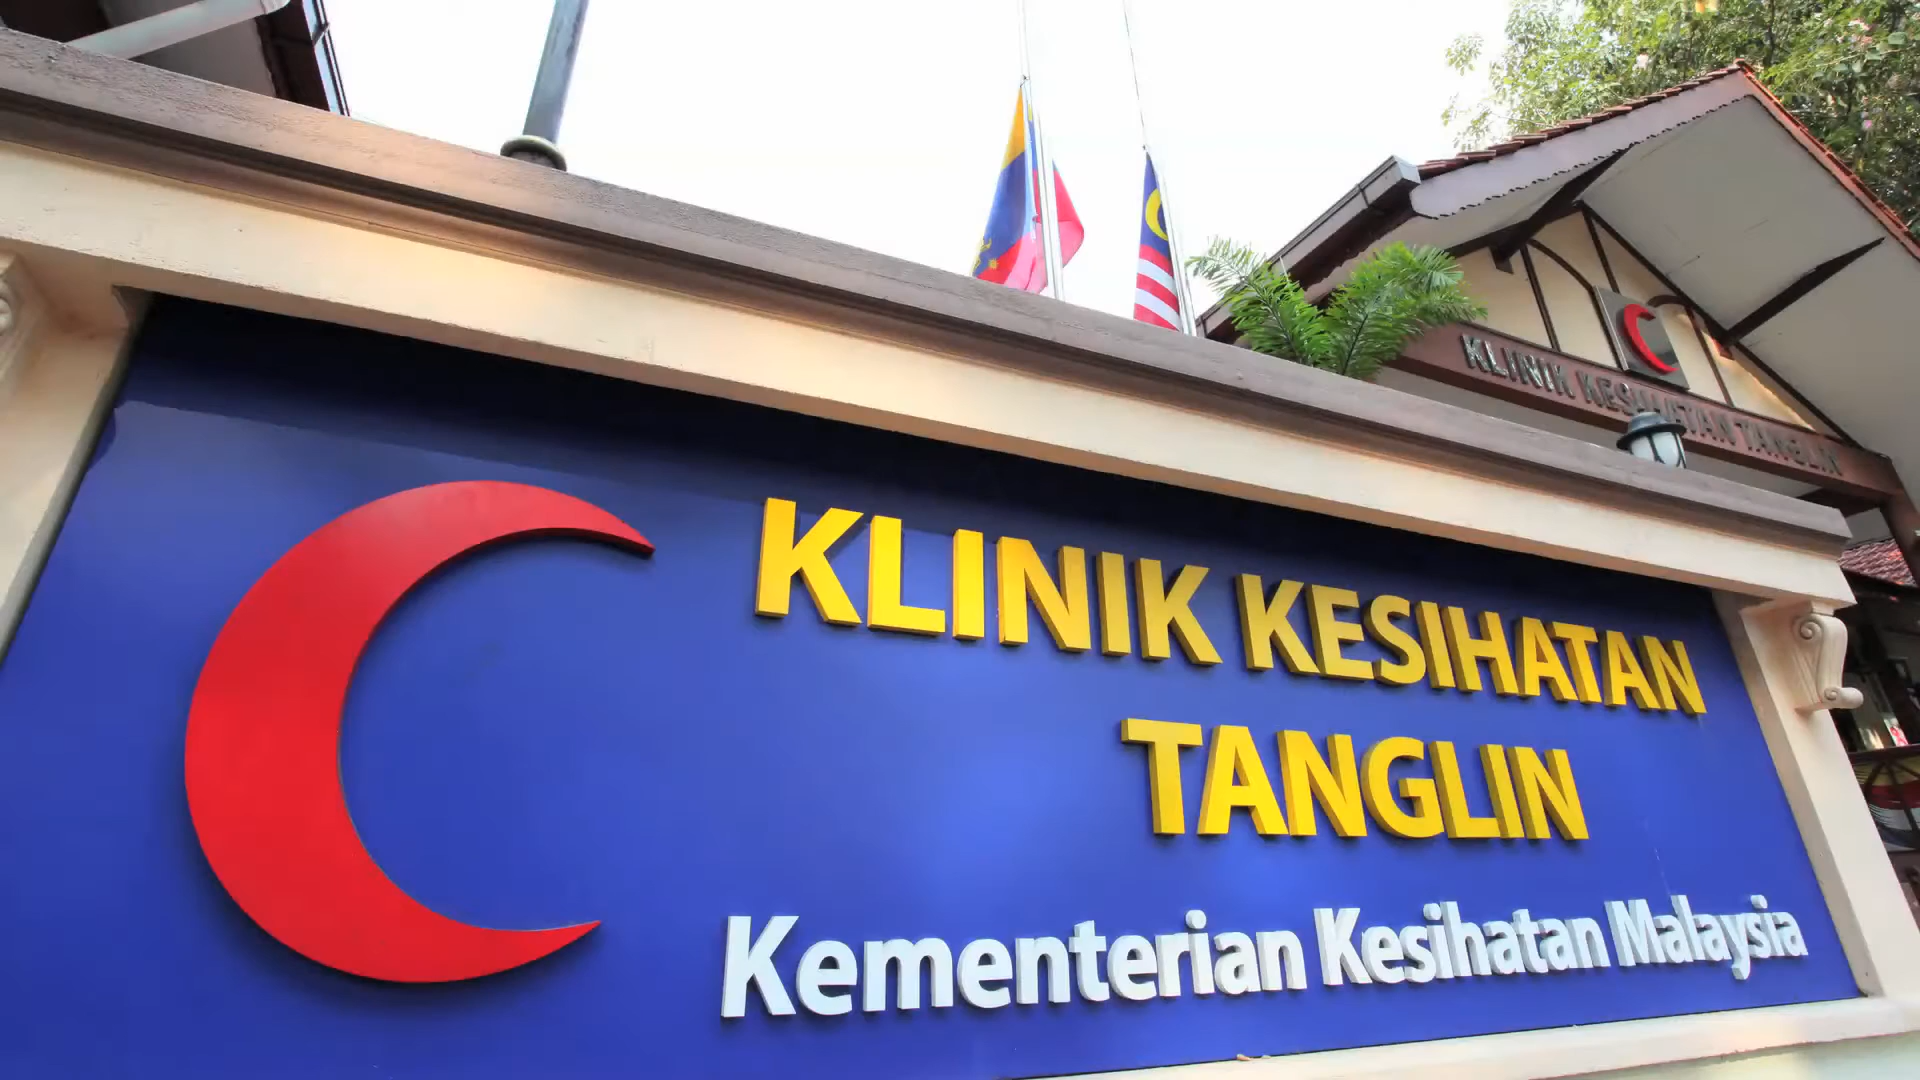 KLINIK KESIHATAN TANGLIN
KLINIK KESIHATAN
TANGLIN
Kementerian Kesihatan Malaysia